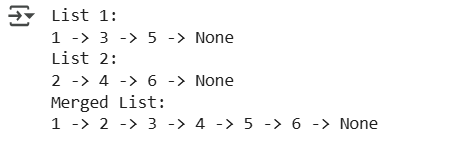 List 1:
1 -> 3 -> 5 -> None
List 2:
2 -> 4 -> 6 -> None
Merged List:
1 -> 2 -> 3 -> 4 -> 5 -> 6 -> None